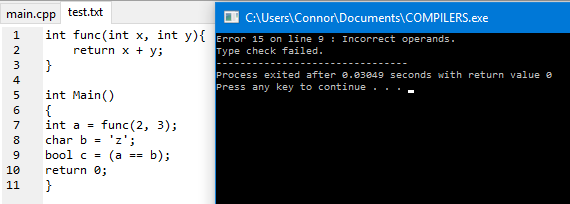 main.cpp test.txt
1 int func(int x, int y){
2 return x + y;
3 }
4
5 int Main()
6 {
7 int a = func(2, 3);
8 char b = 'z';
9 bool c = (a == b);
10 return 0;
11 }
C:\Users\Connor\Documents\COMPILERS.exe
Error 15 on line 9 : Incorrect operands.
Type check failed.
--------------------------------
Process exited after 0.03049 seconds with return value 0
Press any key to continue . . .